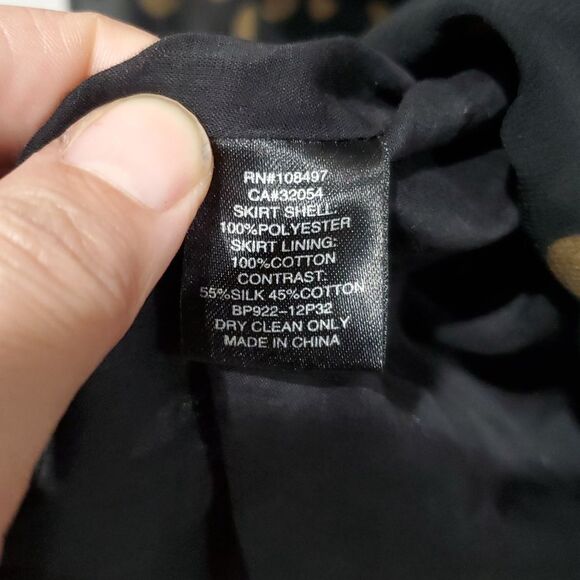 RN#108497
CA#32054
SKIRT SHELL:
100%POLYESTER
SKIRT LINING:
100%COTTON
CONTRAST:
55%SILK 45%COTTON
BP922-12P32
DRY CLEAN ONLY
MADE IN CHINA